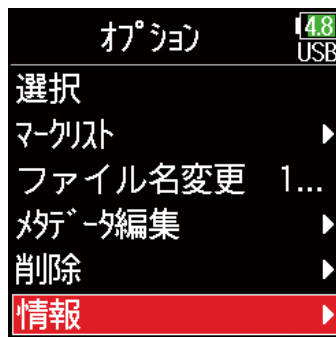 オプション 4.8
USB
選択
マークリスト
ファイル名変更 1...
メタデータ編集
削除
情報